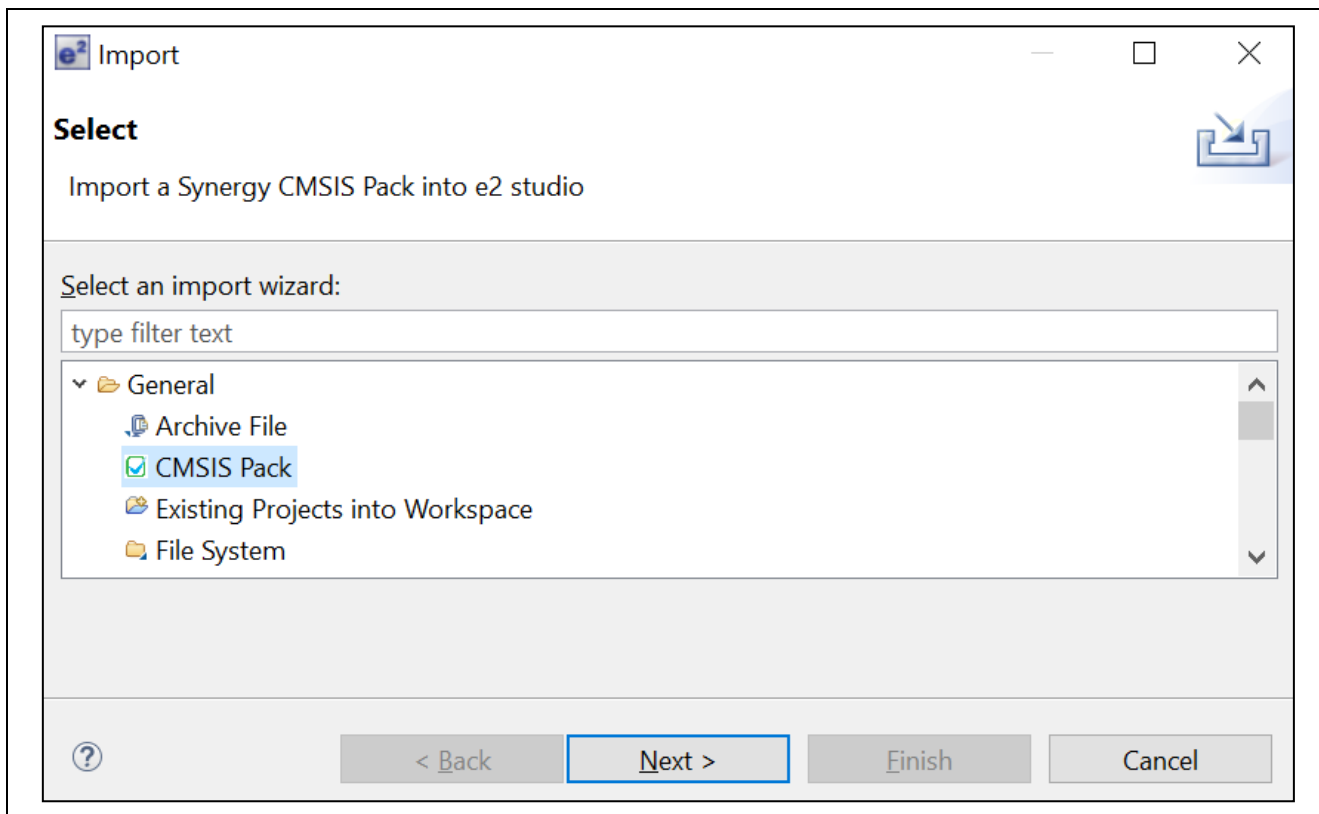 e² Import
Select
Import a Synergy CMSIS Pack into e2 studio
Select an import wizard:
type filter text
General
Archive File
CMSIS Pack
Existing Projects into Workspace
File System
? < Back Next > Finish Cancel